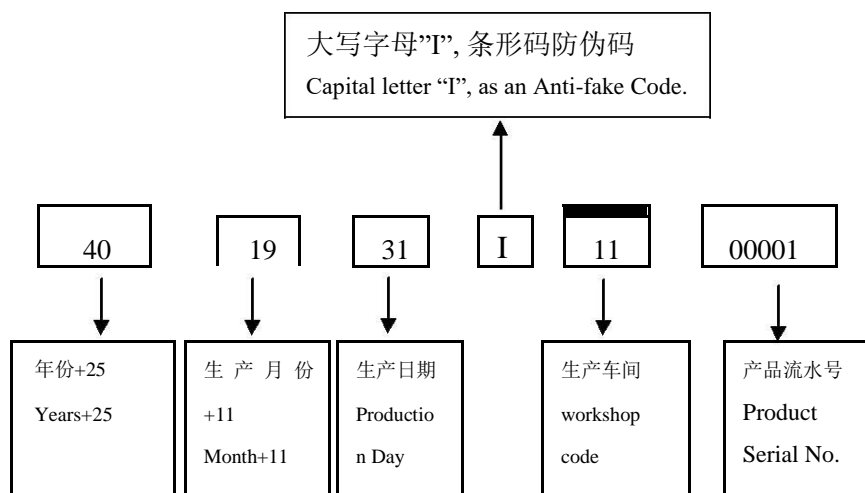 大写字母”I”, 条形码防伪码
Capital letter “I”, as an Anti-fake Code.
40
19
31
I
11
00001
年份+25
Years+25
生 产 月 份
+11
Month+11
生产日期
Productio
n Day
生产车间
workshop
code
产品流水号
Product
Serial No.